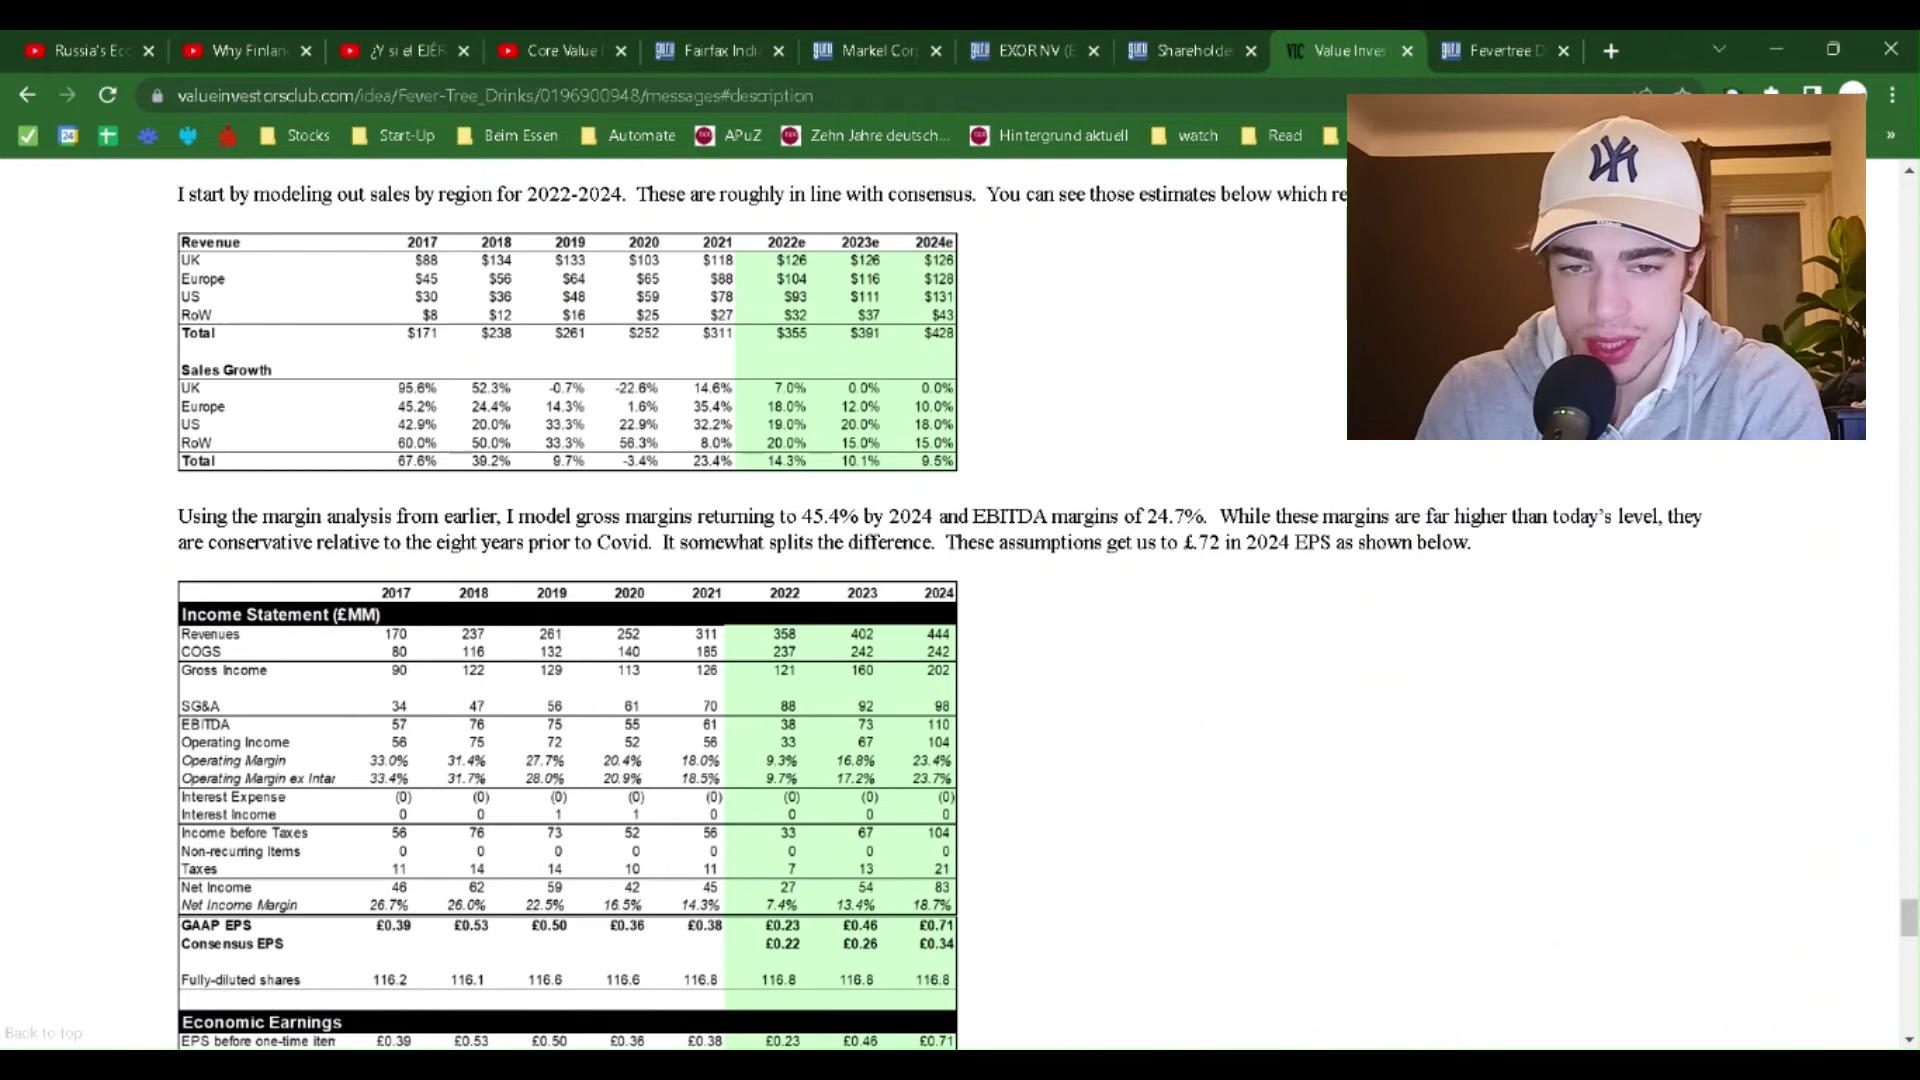 Russia's Ec
Why Finlan
¿Y si el EJÉR
Core Value
Fairfax Indi
Markel Cor
EXOR NV (E
Shareholde
VIC Value Inves
Fevertree D
valueinvestorsclub.com/idea/Fever-Tree_Drinks/0196900948/messages#description
24 Stocks Start-Up Beim Essen Automate APuZ Zehn Jahre deutsch... Hintergrund aktuell watch Read »
I start by modeling out sales by region for 2022-2024. These are roughly in line with consensus. You can see those estimates below which re
Revenue 2017 2018 2019 2020 2021 2022e 2023e 2024e
UK $88 $134 $133 $103 $118 $126 $126 $126
Europe $45 $56 $64 $65 $88 $104 $116 $128
US $30 $36 $48 $59 $78 $93 $111 $131
RoW $8 $12 $16 $25 $27 $32 $37 $43
Total $171 $238 $261 $252 $311 $355 $391 $428
Sales Growth
UK 95.6% 52.3% -0.7% -22.6% 14.6% 7.0% 0.0% 0.0%
Europe 45.2% 24.4% 14.3% 1.6% 35.4% 18.0% 12.0% 10.0%
US 42.9% 20.0% 33.3% 22.9% 32.2% 19.0% 20.0% 18.0%
RoW 60.0% 50.0% 33.3% 56.3% 8.0% 20.0% 15.0% 15.0%
Total 67.6% 39.2% 9.7% -3.4% 23.4% 14.3% 10.1% 9.5%
Using the margin analysis from earlier, I model gross margins returning to 45.4% by 2024 and EBITDA margins of 24.7%. While these margins are far higher than today's level, they
are conservative relative to the eight years prior to Covid. It somewhat splits the difference. These assumptions get us to £.72 in 2024 EPS as shown below.
2017 2018 2019 2020 2021 2022 2023 2024
Income Statement (£MM)
Revenues 170 237 261 252 311 358 402 444
COGS 80 116 132 140 185 237 242 242
Gross Income 90 122 129 113 126 121 160 202
SG&A 34 47 56 61 70 88 92 98
EBITDA 57 76 75 55 61 38 73 110
Operating Income 56 75 72 52 56 33 67 104
Operating Margin 33.0% 31.4% 27.7% 20.4% 18.0% 9.3% 16.8% 23.4%
Operating Margin ex Intar 33.4% 31.7% 28.0% 20.9% 18.5% 9.7% 17.2% 23.7%
Interest Expense (0) (0) (0) (0) (0) (0) (0) (0)
Interest Income 0 0 1 1 0 0 0 0
Income before Taxes 56 76 73 52 56 33 67 104
Non-recurring Items 0 0 0 0 0 0 0 0
Taxes 11 14 14 10 11 7 13 21
Net Income 46 62 59 42 45 27 54 83
Net Income Margin 26.7% 26.0% 22.5% 16.5% 14.3% 7.4% 13.4% 18.7%
GAAP EPS £0.39 £0.53 £0.50 £0.36 £0.38 £0.23 £0.46 £0.71
Consensus EPS £0.22 £0.26 £0.34
Fully-diluted shares 116.2 116.1 116.6 116.6 116.8 116.8 116.8 116.8
Economic Earnings
EPS before one-time iten £0.39 £0.53 £0.50 £0.36 £0.38 £0.23 £0.46 £0.71
Back to top